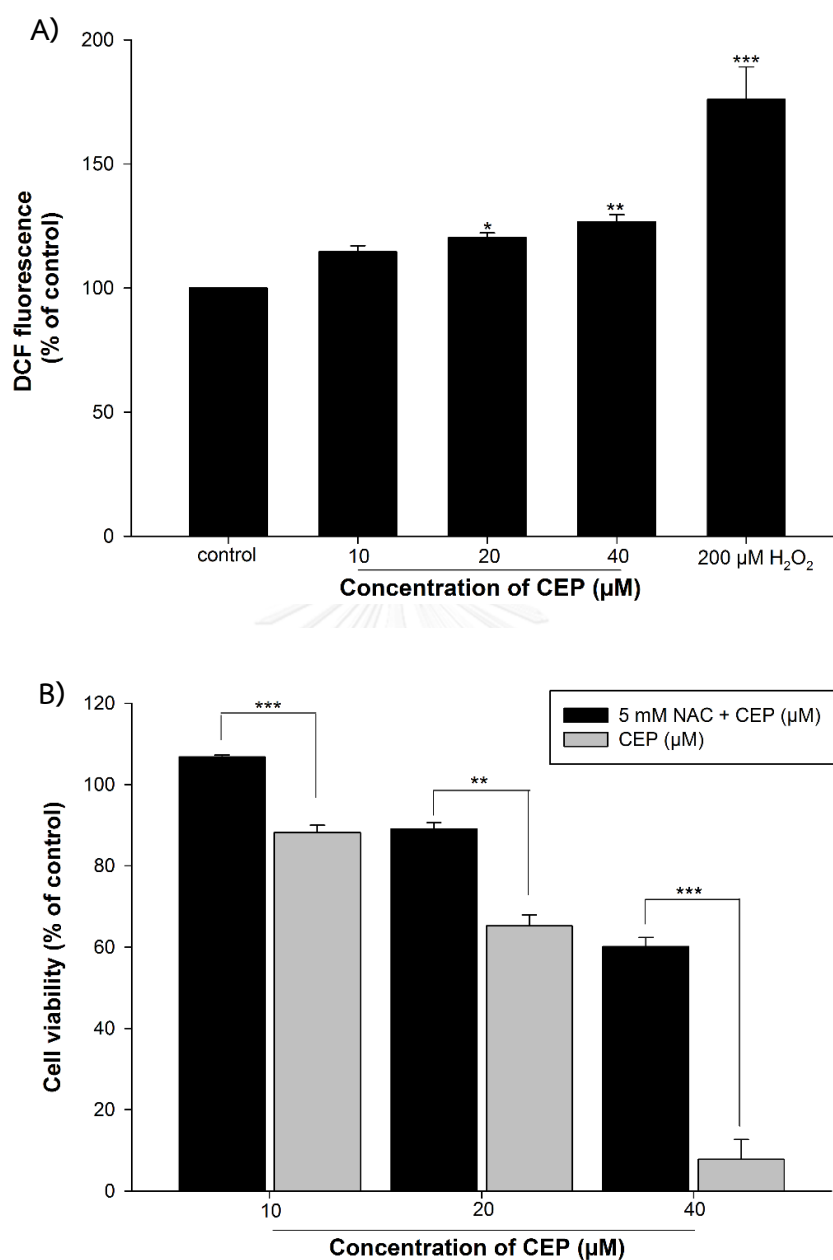 A)
DCF fluorescence
(% of control)
200
150
100
50
0
*
**
***
control 10 20 40 200 µM H₂O₂
Concentration of CEP (µM)
B)
Cell viability (% of control)
120
100
80
60
40
20
0
5 mM NAC + CEP (µM)
CEP (µM)
***
**
***
10 20 40
Concentration of CEP (µM)